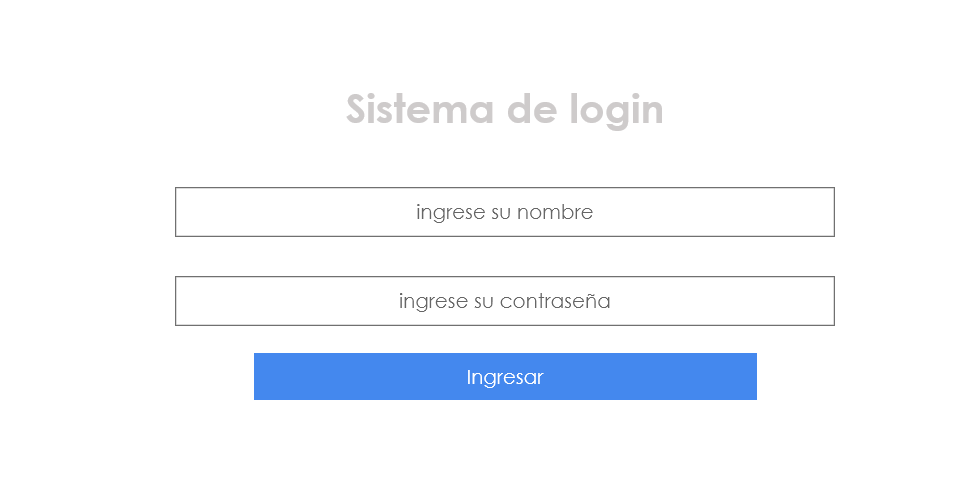 Sistema de login
ingrese su nombre
ingrese su contraseña
Ingresar